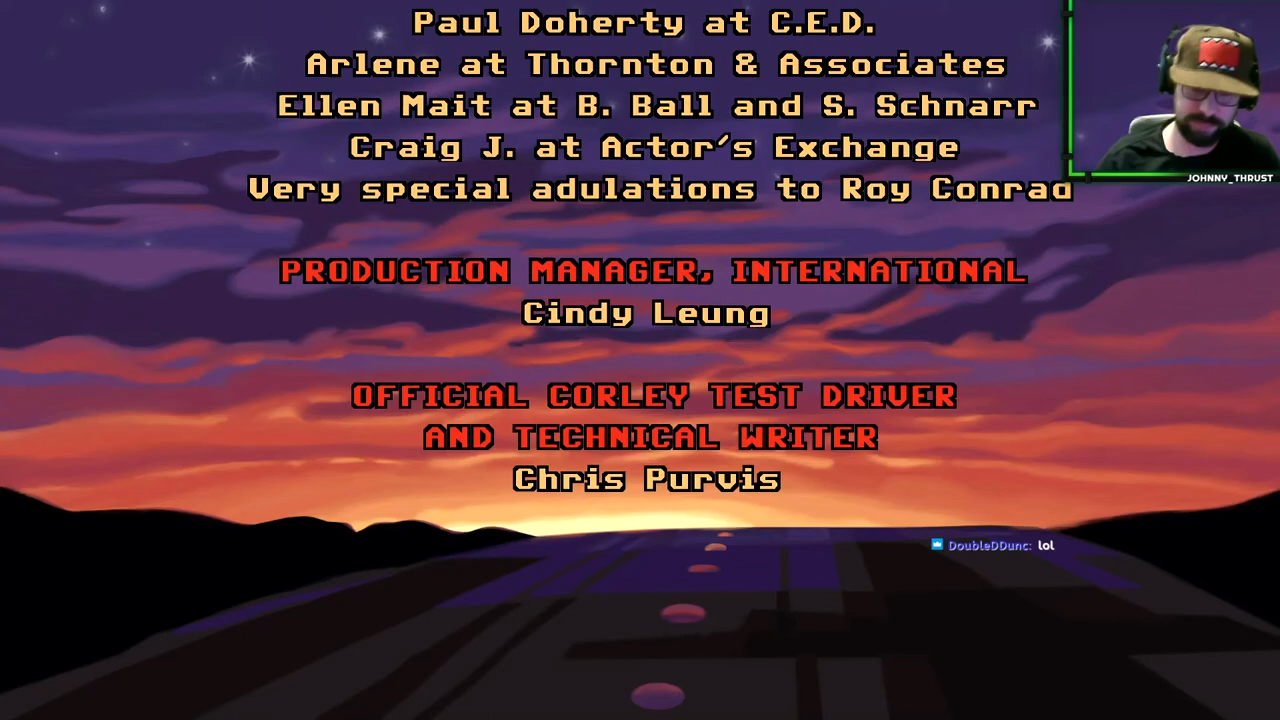 Paul Doherty at C.E.D.
Arlene at Thornton & Associates
Ellen Mait at B. Ball and S. Schnarr
Craig J. at Actor's Exchange
Very special adulations to Roy Conrad
JOHNNY_THRUST
PRODUCTION MANAGER, INTERNATIONAL
Cindy Leung
OFFICIAL CORLEY TEST DRIVER
AND TECHNICAL WRITER
Chris Purvis
DoubleDDunc: lol